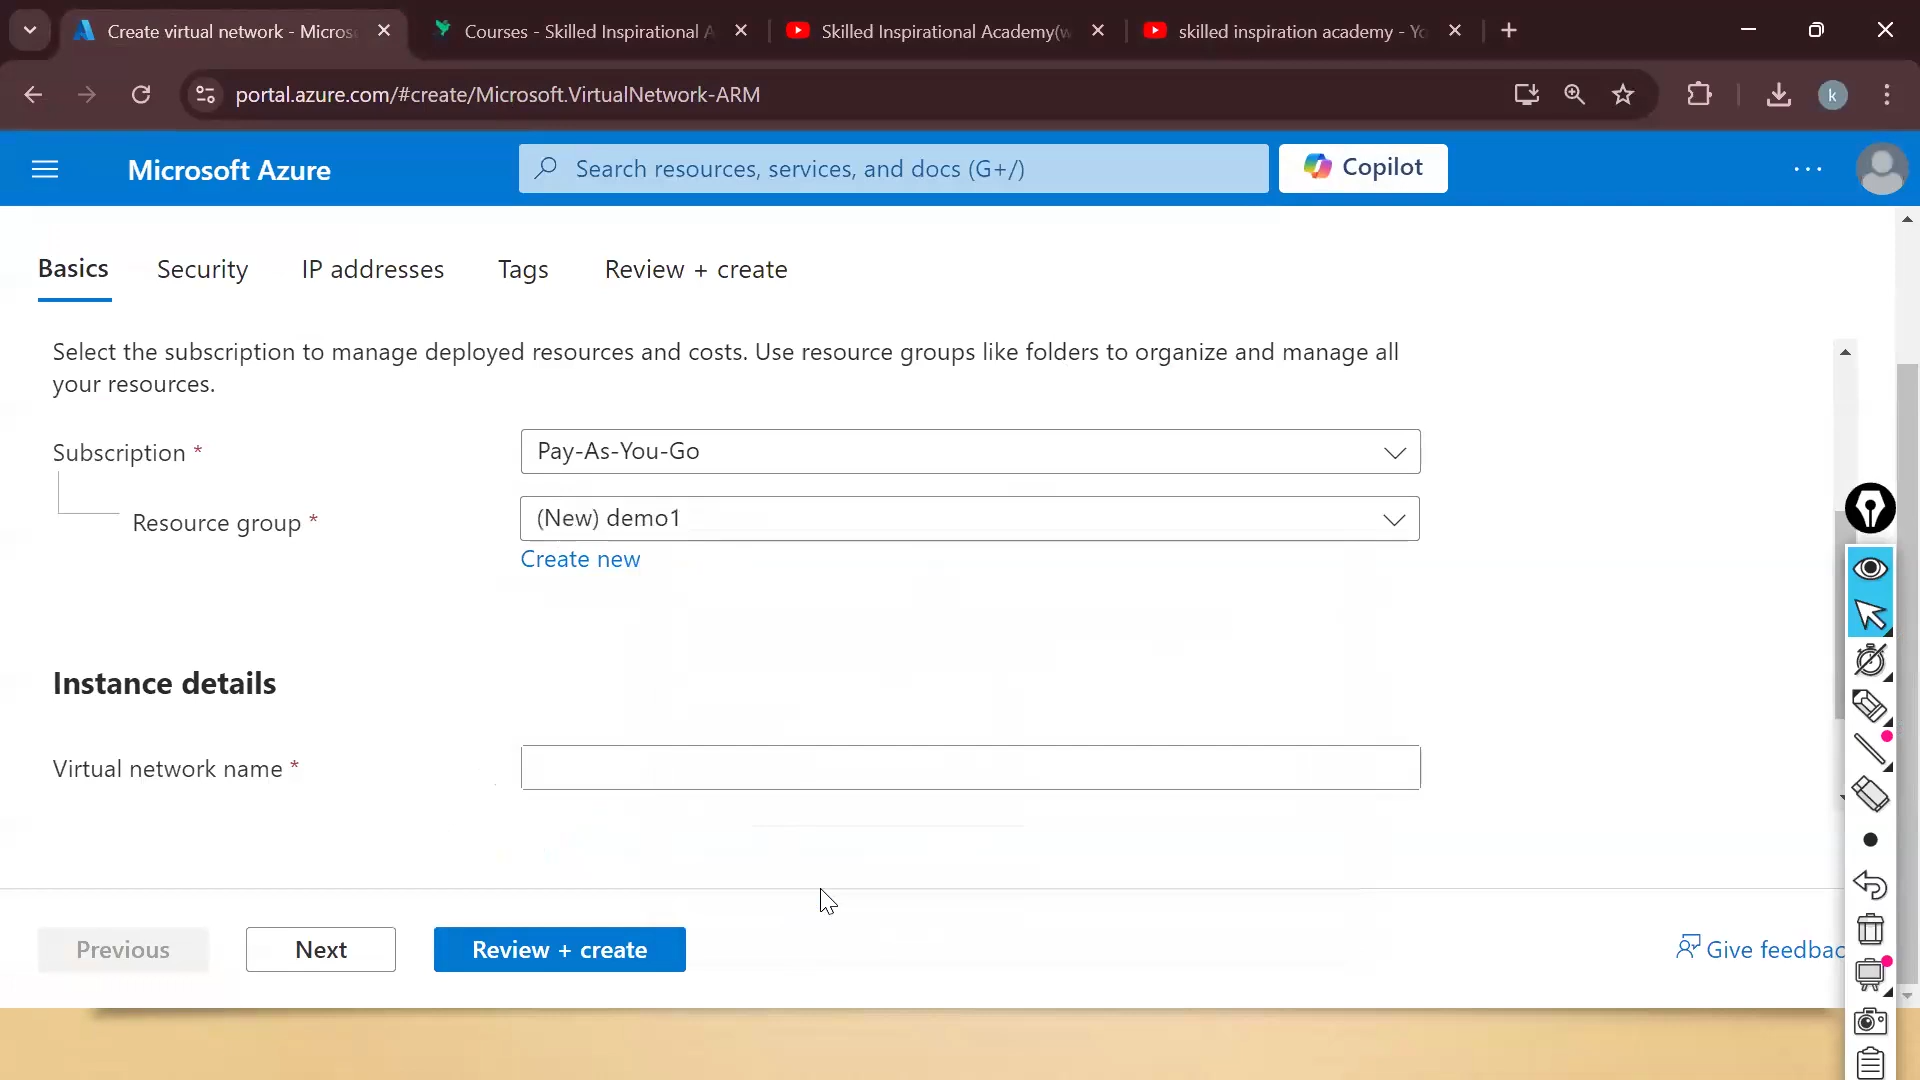 Create virtual network - Micros
Courses - Skilled Inspirational A
Skilled Inspirational Academy(w
skilled inspiration academy - Yo
portal.azure.com/#create/Microsoft.VirtualNetwork-ARM
k
Microsoft Azure
Search resources, services, and docs (G+/)
Copilot
Basics
Security
IP addresses
Tags
Review + create
Select the subscription to manage deployed resources and costs. Use resource groups like folders to organize and manage all
your resources.
Subscription *
Pay-As-You-Go
Resource group *
(New) demo1
Create new
Instance details
Virtual network name *
Previous
Next
Review + create
Give feedbac